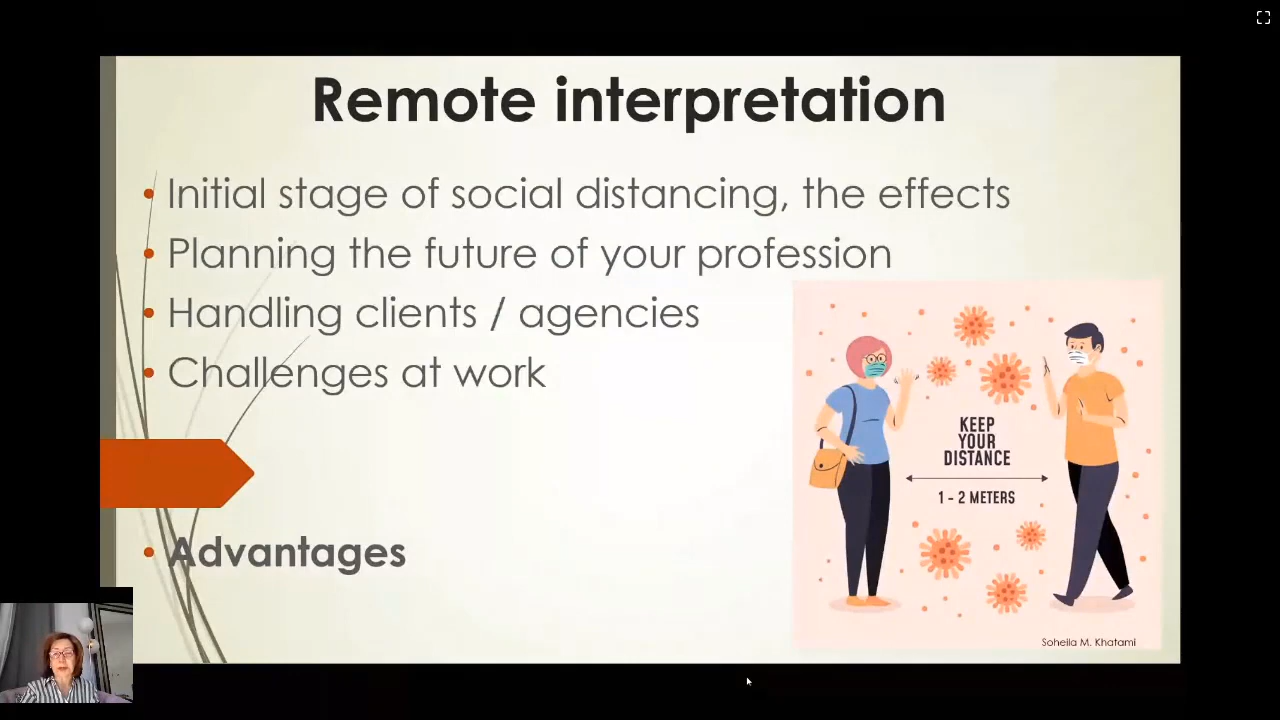 Remote interpretation
• Initial stage of social distancing, the effects
• Planning the future of your profession
• Handling clients / agencies
• Challenges at work
• Advantages
KEEP
YOUR
DISTANCE
1 - 2 METERS
Soheila M. Khatami